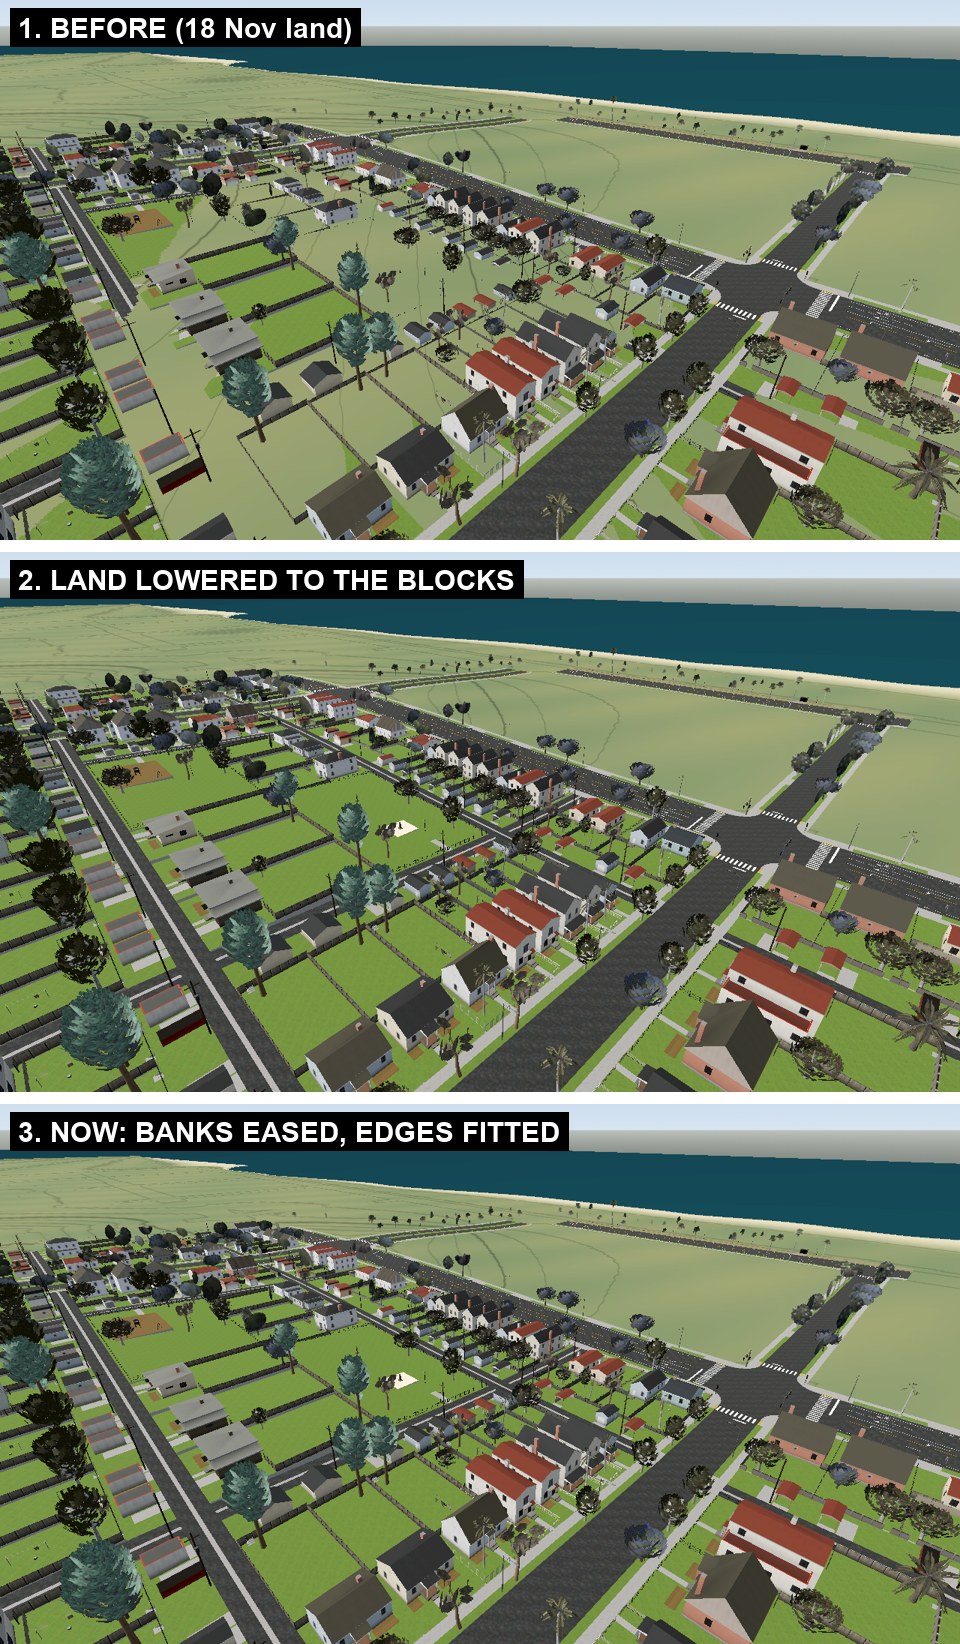 1. BEFORE (18 Nov land)
2. LAND LOWERED TO THE BLOCKS
3. NOW: BANKS EASED, EDGES FITTED